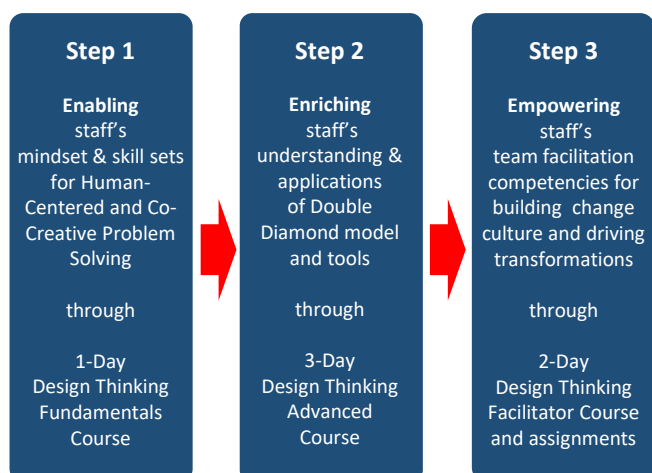 Step 1
Enabling
staff’s
mindset & skill sets
for Human-
Centered and Co-
Creative Problem
Solving
through
1-Day
Design Thinking
Fundamentals
Course
Step 2
Enriching
staff’s
understanding &
applications
of Double
Diamond model
and tools
through
3-Day
Design Thinking
Advanced
Course
Step 3
Empowering
staff’s
team facilitation
competencies for
building  change
culture and driving
transformations
through
2-Day
Design Thinking
Facilitator Course
and assignments